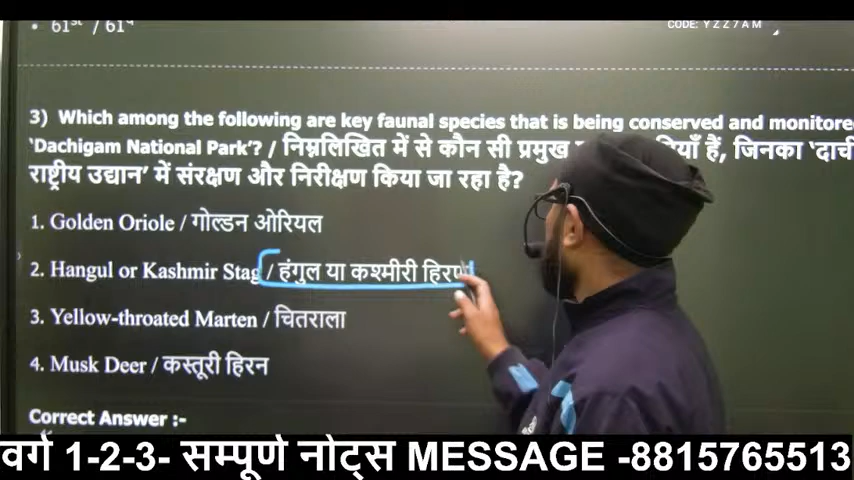 • 61st / 61
CODE: Y Z Z 7 A M
3) Which among the following are key faunal species that is being conserved and monitore
'Dachigam National Park'? / निम्नलिखित में से कौन सी प्रमुख हैं, जिनका 'दाची
राष्ट्रीय उद्यान' में संरक्षण और निरीक्षण किया जा रहा है?
1. Golden Oriole / गोल्डन ओरियल
2. Hangul or Kashmir Stag / हंगुल या कश्मीरी हिरण
3. Yellow-throated Marten / चितराला
4. Musk Deer / कस्तूरी हिरन
Correct Answer :-
वर्ग 1-2-3- सम्पूर्ण नोट्स MESSAGE -8815765513